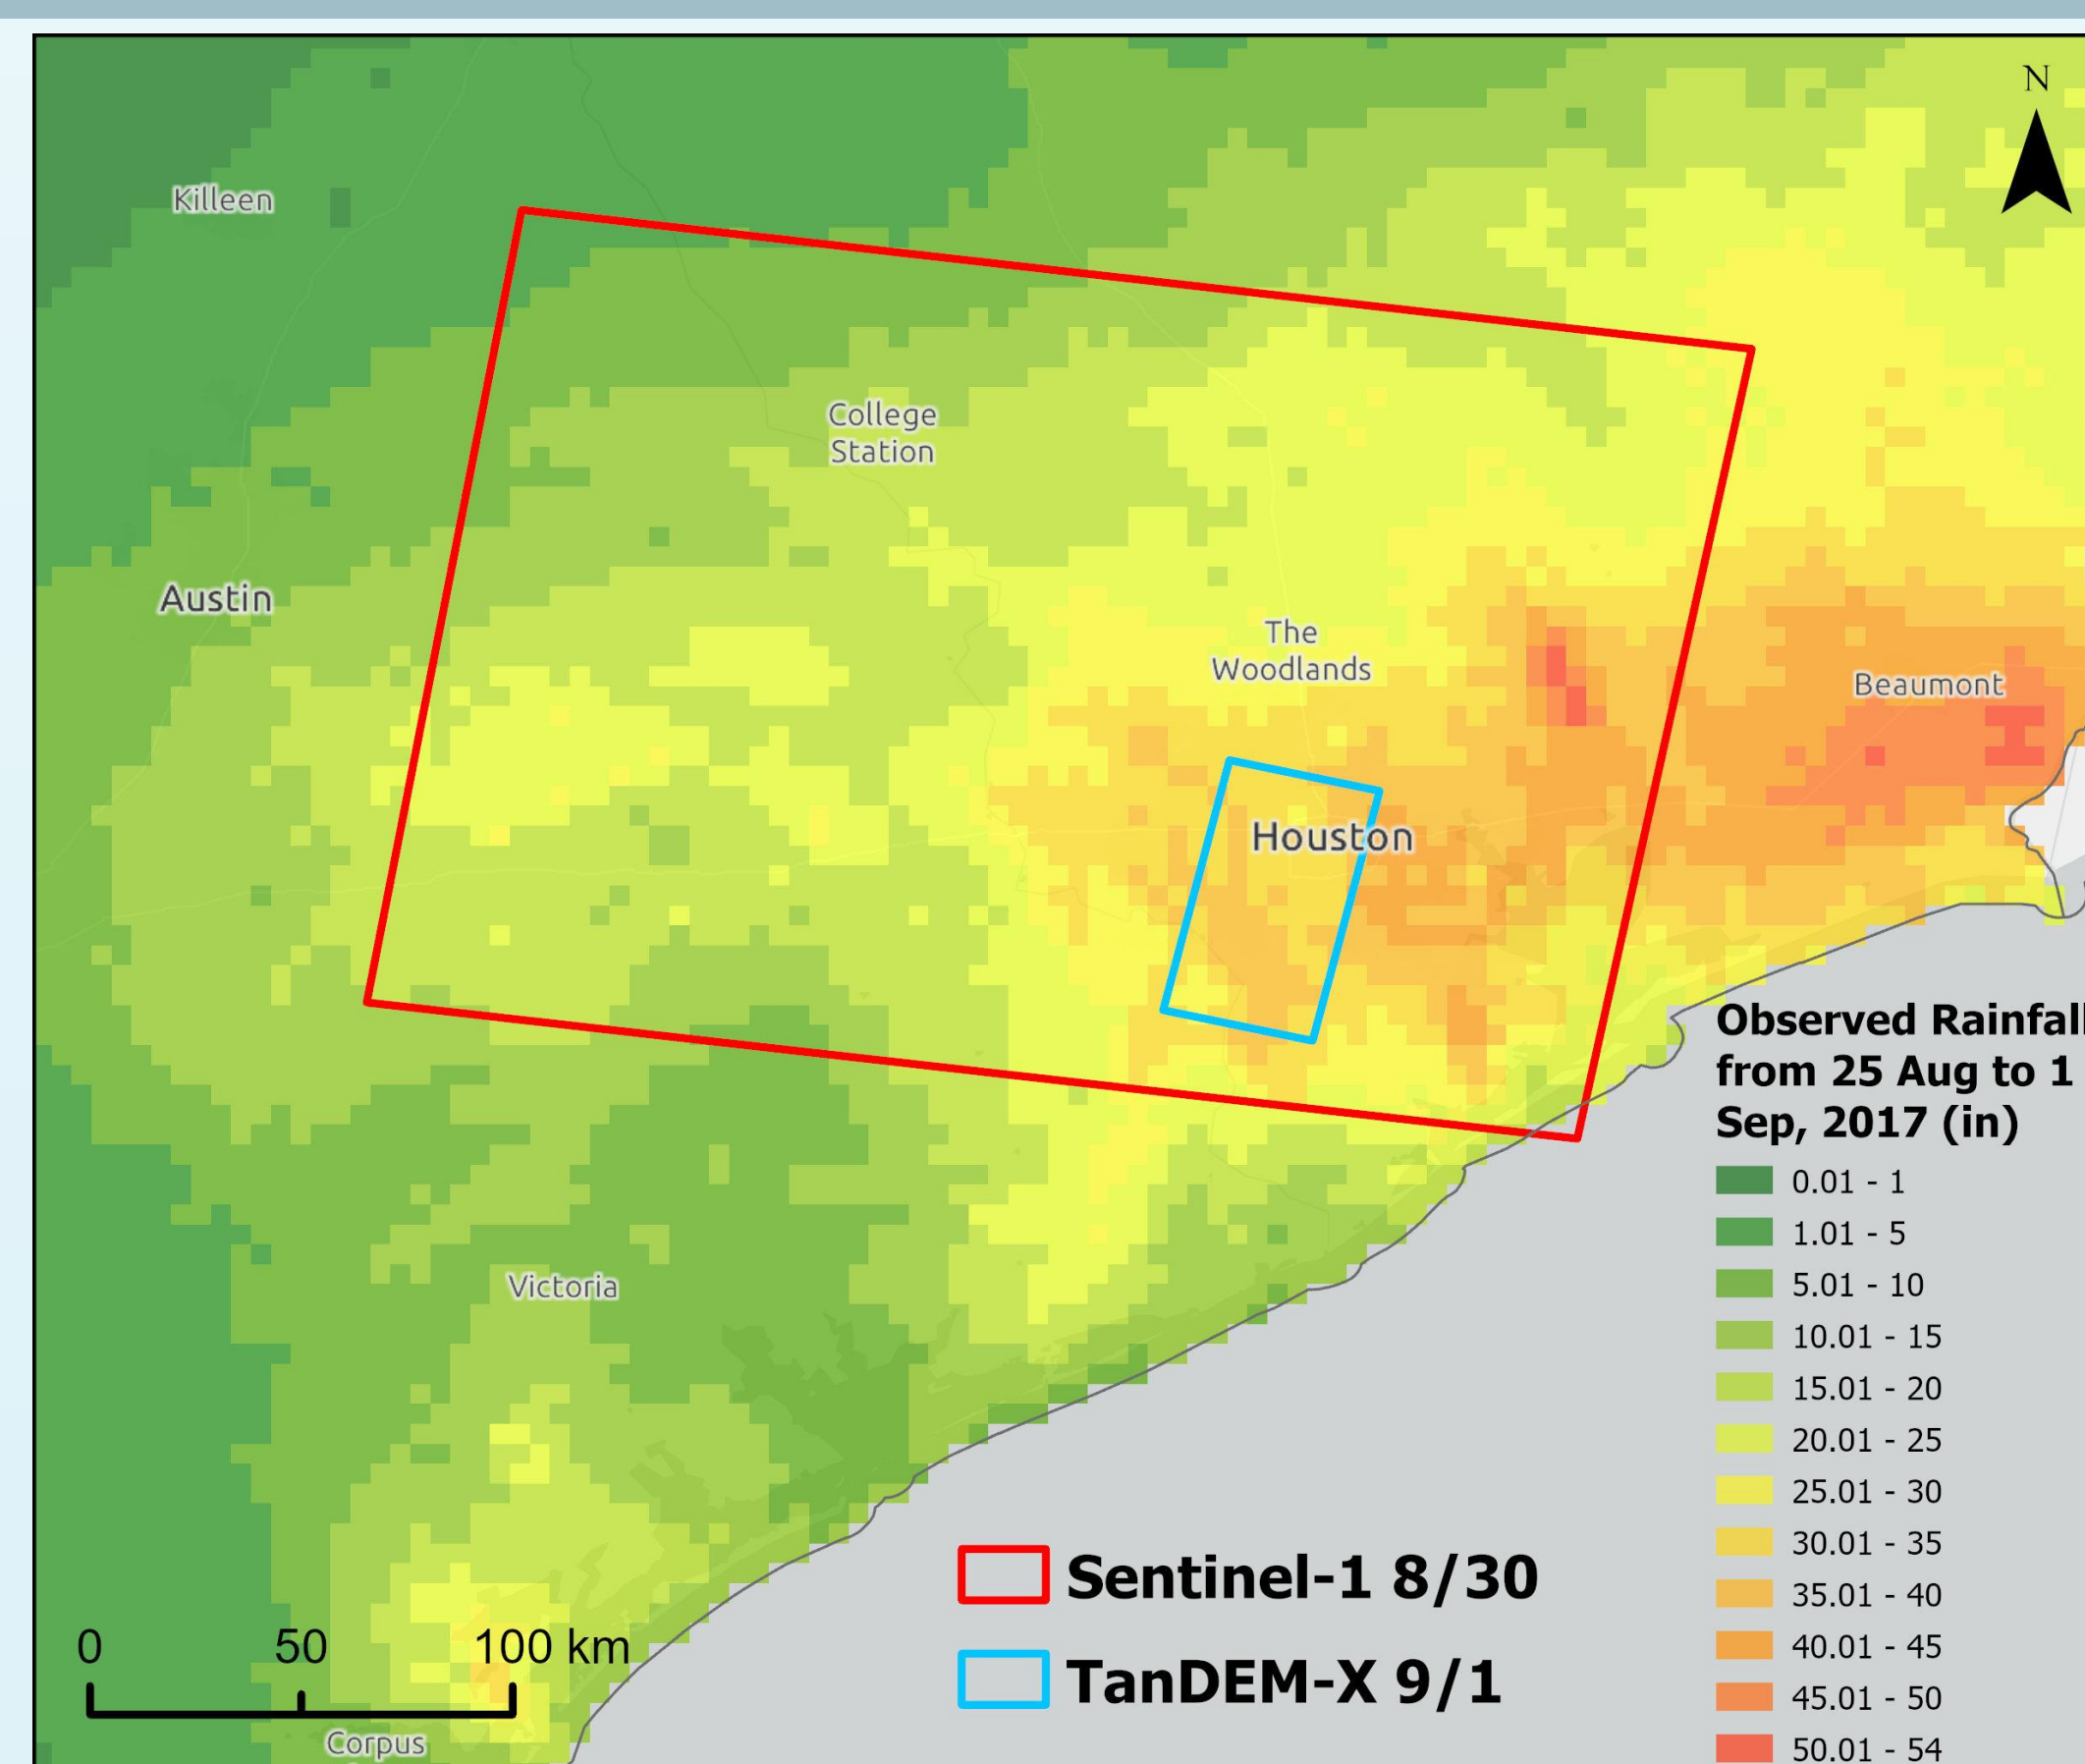 N
Killeen
College
Station
Austin
The
Woodlands
Beaumont
Houston
Observed Rainfall
from 25 Aug to 1
Sep, 2017 (in)
0.01 - 1
1.01 - 5
5.01 - 10
10.01 - 15
15.01 - 20
20.01 - 25
25.01 - 30
30.01 - 35
35.01 - 40
40.01 - 45
45.01 - 50
50.01 - 54
Victoria
Sentinel-1 8/30
TanDEM-X 9/1
0 50 100 km
Corpus